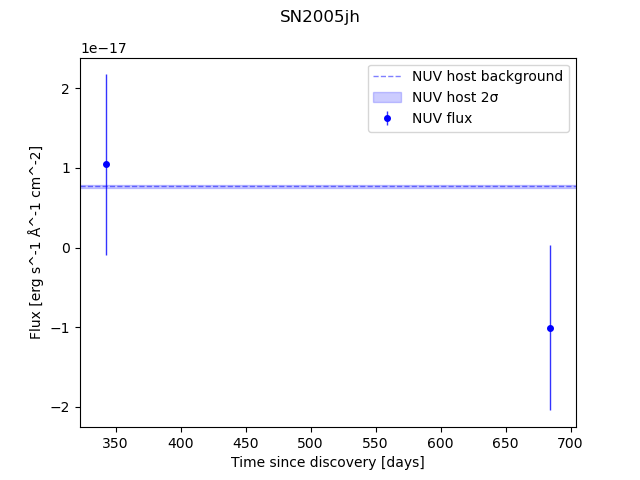 SN2005jh
1e−17
NUV host background
NUV host 2σ
NUV flux
2
1
0
−1
−2
Flux [erg s^-1 Å^-1 cm^-2]
350 400 450 500 550 600 650 700
Time since discovery [days]